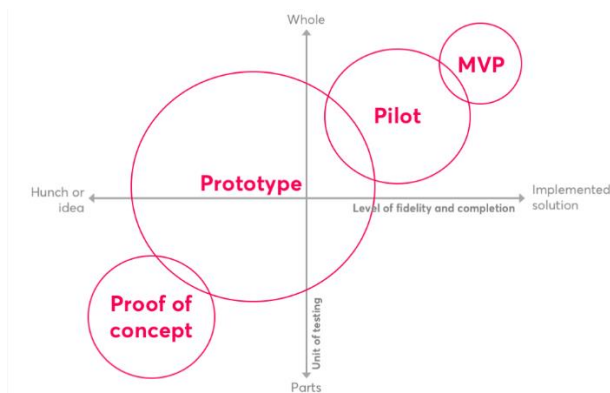 Whole
MVP
Pilot
Prototype
Hunch or
idea
Implemented
solution
Level of fidelity and completion
Proof of
concept
Unit of testing
Parts